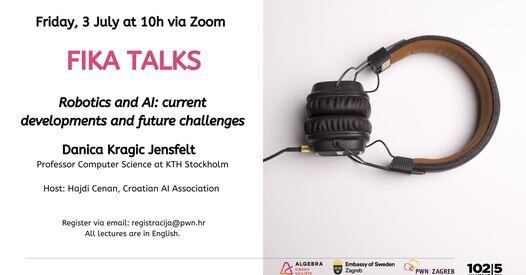 Friday, 3 July at 10h via Zoom
FIKA TALKS
Robotics and AI: current
developments and future challenges
Danica Kragic Jensfelt
Professor Computer Science at KTH Stockholm
Host: Hajdi Cenan, Croatian AI Association
Register via email: registracija@pwn.hr
All lectures are in English.
ALGEBRA
VISOKO
UČILIŠTE
Embassy of Sweden
Zagreb
PWN | ZAGREB
102|5